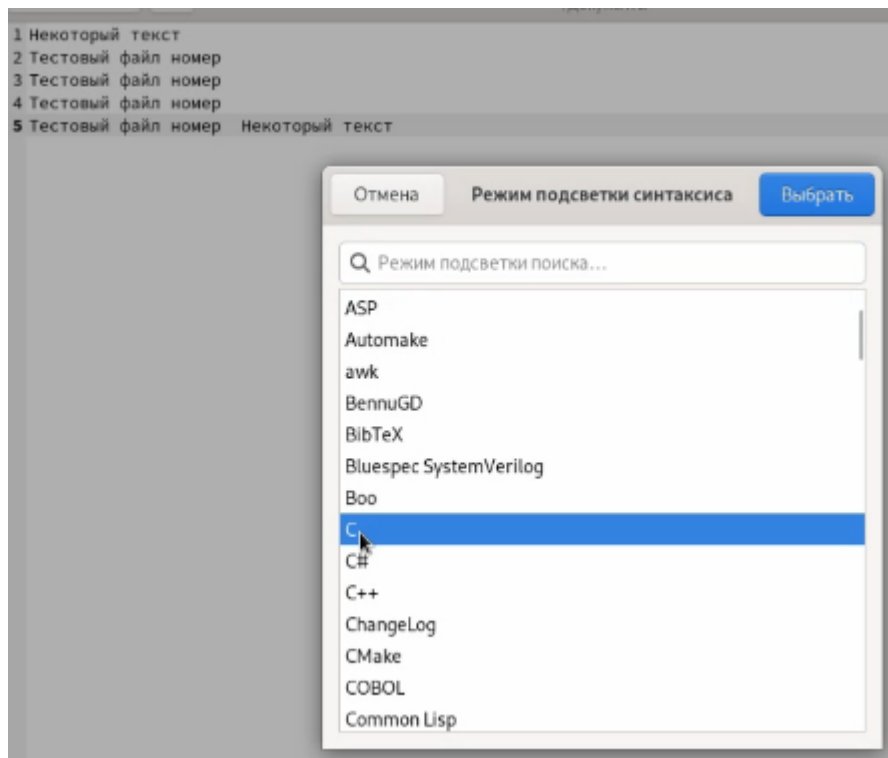 1 Некоторый текст
2 Тестовый файл номер
3 Тестовый файл номер
4 Тестовый файл номер
5 Тестовый файл номер  Некоторый текст
Отмена Режим подсветки синтаксиса Выбрать
Режим подсветки поиска...
ASP
Automake
awk
BennuGD
BibTeX
Bluespec SystemVerilog
Boo
C
C#
C++
ChangeLog
CMake
COBOL
Common Lisp